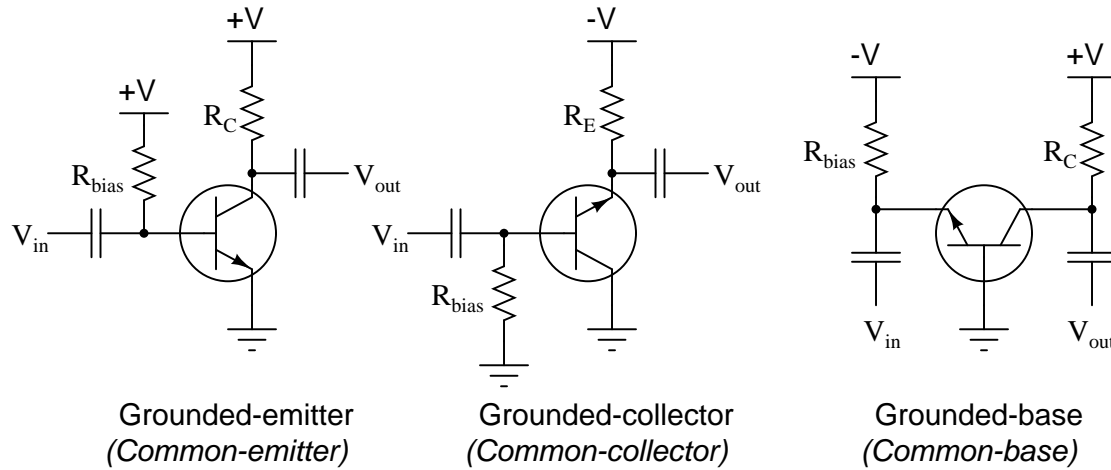 +V
+V
R_C
R_bias
V_in
V_out
Grounded-emitter
(Common-emitter)
-V
R_E
V_in
V_out
R_bias
Grounded-collector
(Common-collector)
-V
+V
R_bias
R_C
V_in
V_out
Grounded-base
(Common-base)